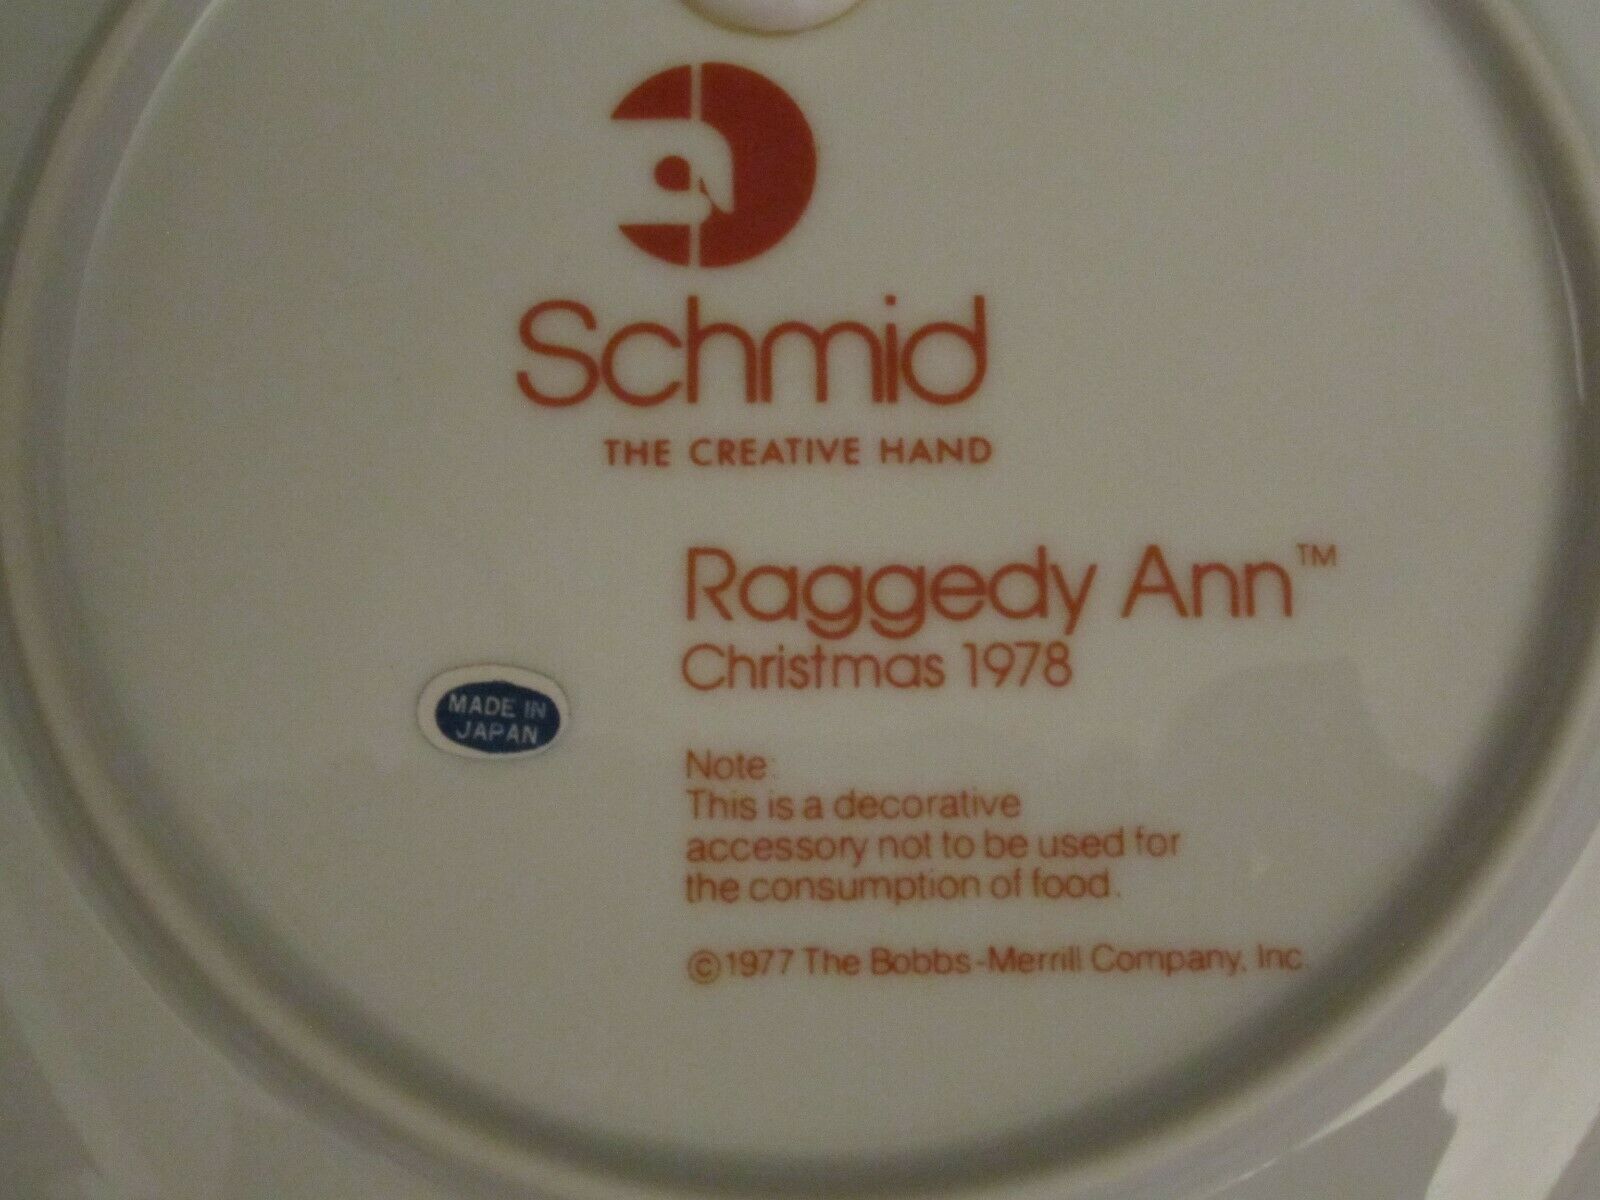 Schmid
THE CREATIVE HAND
Raggedy Ann™
Christmas 1978
MADE IN
JAPAN
Note:
This is a decorative
accessory not to be used for
the consumption of food.
©1977 The Bobbs-Merrill Company, Inc.